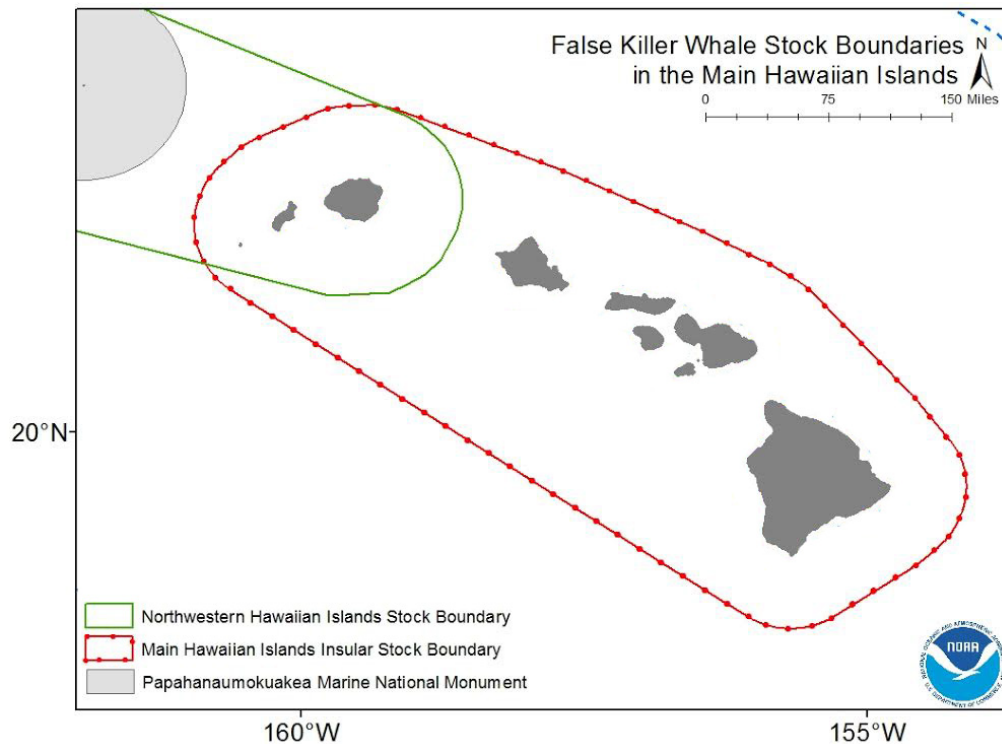 False Killer Whale Stock Boundaries
in the Main Hawaiian Islands
N
0 75 150 Miles
20°N
Northwestern Hawaiian Islands Stock Boundary
Main Hawaiian Islands Insular Stock Boundary
Papahanaumokuakea Marine National Monument
NOAA
160°W 155°W